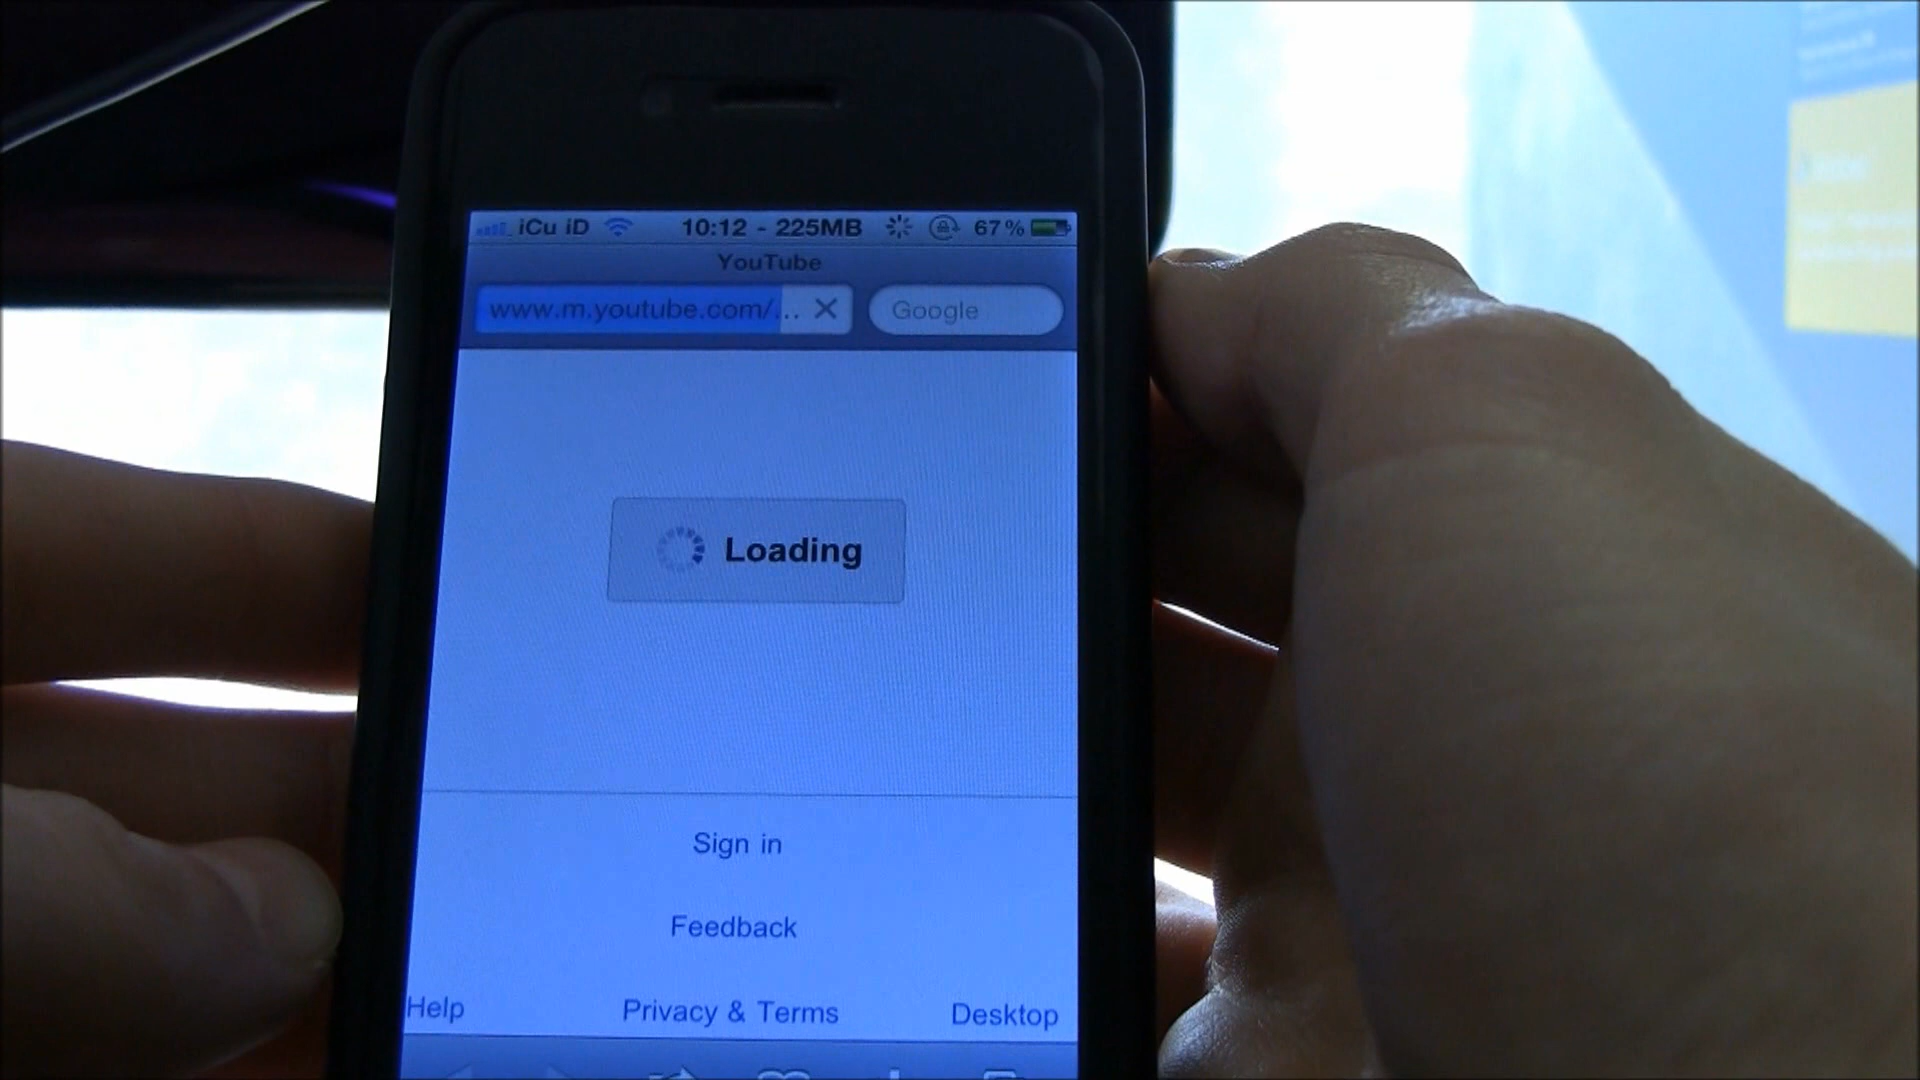 iCu iD 10:12 - 225MB 67%
YouTube
www.m.youtube.com/... Google
Loading
Sign in
Feedback
Help Privacy & Terms Desktop